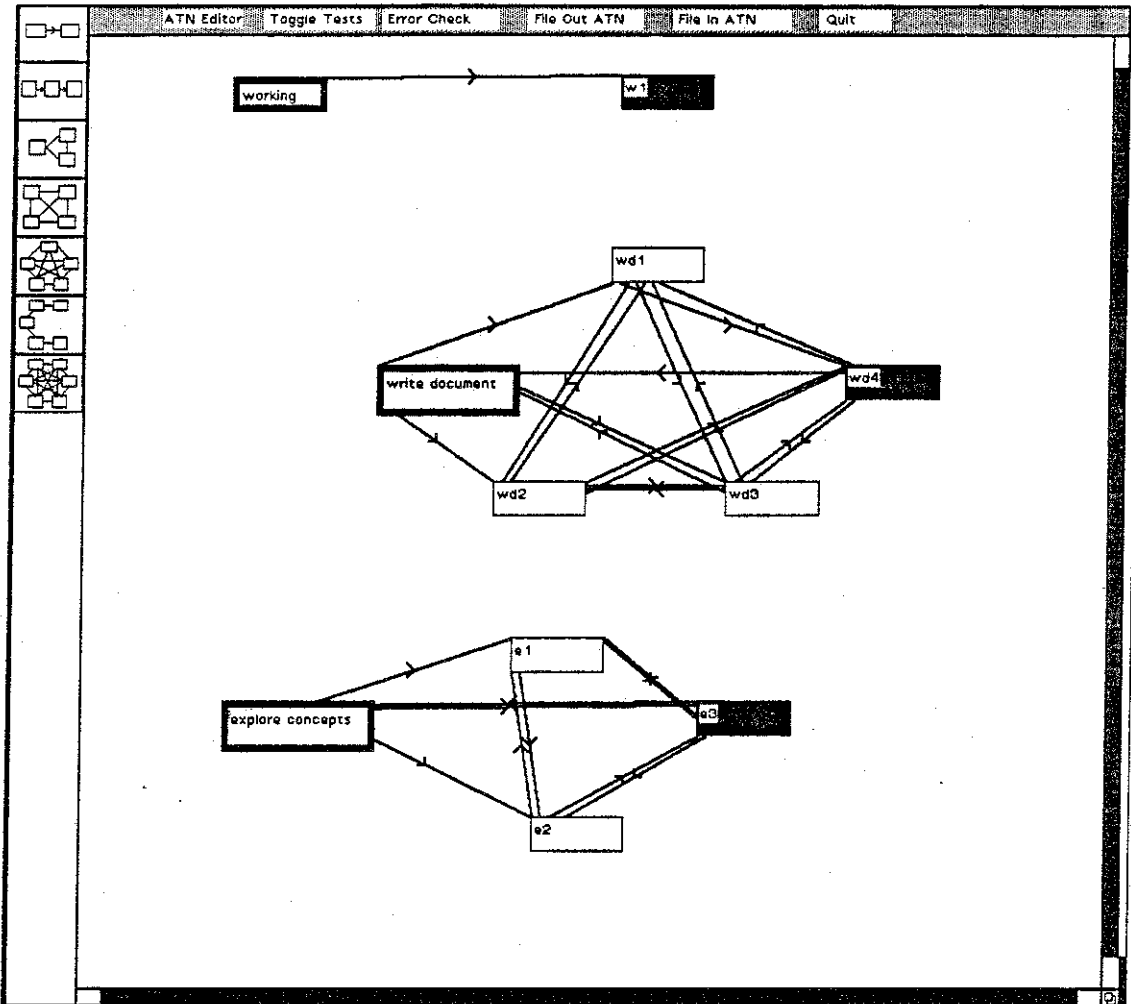 ATN Editor Toggle Tests Error Check File Out ATN File In ATN Quit
working
w1
wd1
write document
wd4
wd2
wd3
e1
explore concepts
e3
e2